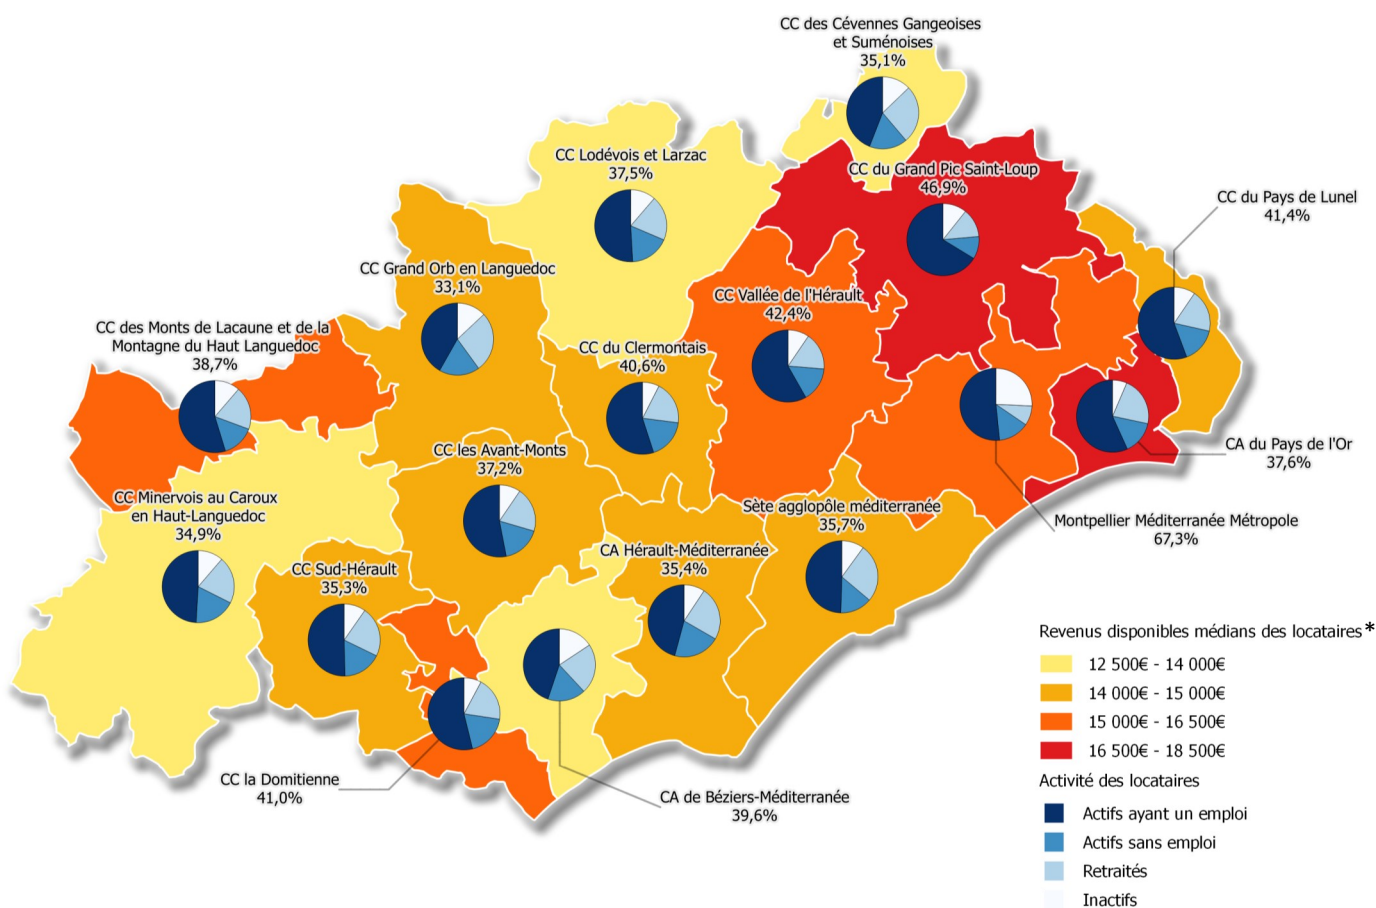 CC des Cévennes Gangeoises
et Suménoises
35,1%
CC Lodévois et Larzac
37,5%
CC du Grand Pic Saint-Loup
46,9%
CC du Pays de Lunel
41,4%
CC Grand Orb en Languedoc
33,1%
CC Vallée de l'Hérault
42,4%
CC des Monts de Lacaune et de la
Montagne du Haut Languedoc
38,7%
CC du Clermontais
40,6%
CC les Avant-Monts
37,2%
CA du Pays de l'Or
37,6%
CC Minervois au Caroux
en Haut-Languedoc
34,9%
Sète agglopôle méditerranée
35,7%
Montpellier Méditerranée Métropole
67,3%
CA Hérault-Méditerranée
35,4%
CC Sud-Hérault
35,3%
CC la Domitienne
41,0%
CA de Béziers-Méditerranée
39,6%
Revenus disponibles médians des locataires*
12 500€ - 14 000€
14 000€ - 15 000€
15 000€ - 16 500€
16 500€ - 18 500€
Activité des locataires
Actifs ayant un emploi
Actifs sans emploi
Retraités
Inactifs